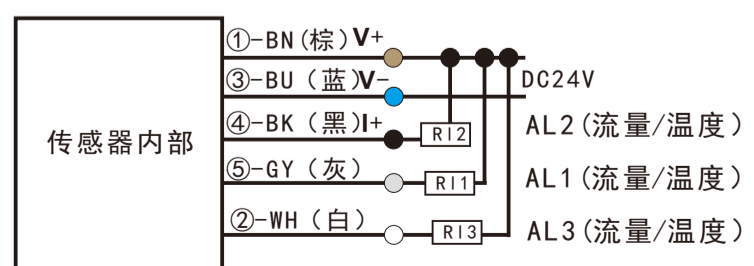 ①-BN(棕)V+
③-BU(蓝)V-
DC24V
④-BK(黑)I+
RI2
AL2(流量/温度)
传感器内部
⑤-GY(灰)
RI1
AL1(流量/温度)
②-WH(白)
RI3
AL3(流量/温度)